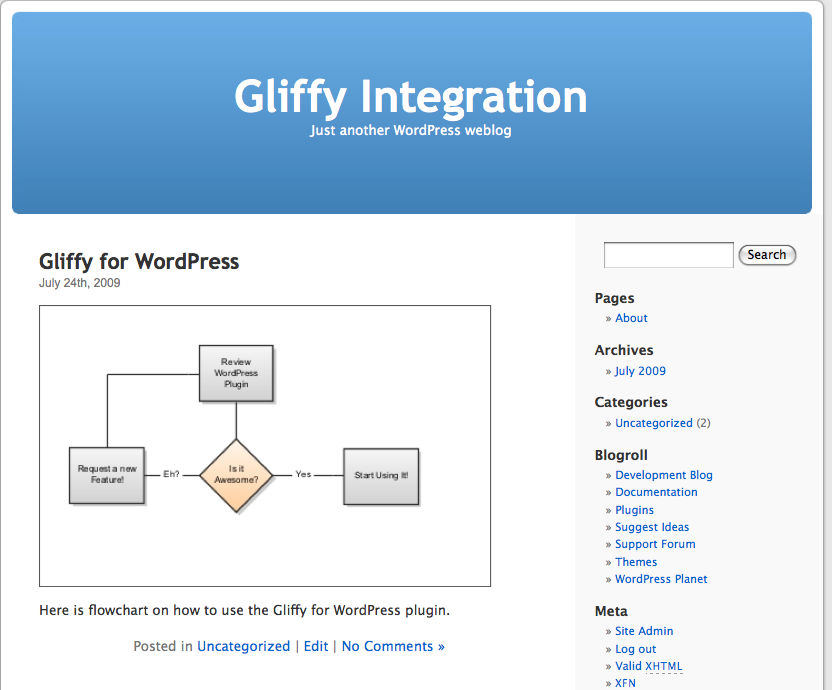 Gliffy Integration
Just another WordPress weblog
Gliffy for WordPress
July 24th, 2009
Review
WordPress
Plugin
Request a new
Feature!
Eh?
Is it
Awesome?
Yes
Start Using It!
Here is flowchart on how to use the Gliffy for WordPress plugin.
Posted in Uncategorized | Edit | No Comments »
Search
Pages
» About
Archives
» July 2009
Categories
» Uncategorized (2)
Blogroll
» Development Blog
» Documentation
» Plugins
» Suggest Ideas
» Support Forum
» Themes
» WordPress Planet
Meta
» Site Admin
» Log out
» Valid XHTML
» XFN